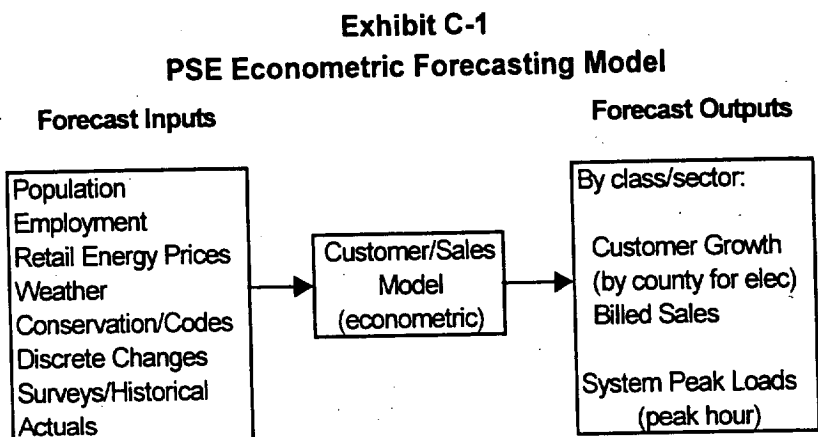 Exhibit C-1
PSE Econometric Forecasting Model
Forecast Inputs
Population
Employment
Retail Energy Prices
Weather
Conservation/Codes
Discrete Changes
Surveys/Historical
Actuals
Customer/Sales
Model
(econometric)
Forecast Outputs
By class/sector:
Customer Growth
(by county for elec)
Billed Sales
System Peak Loads
(peak hour)